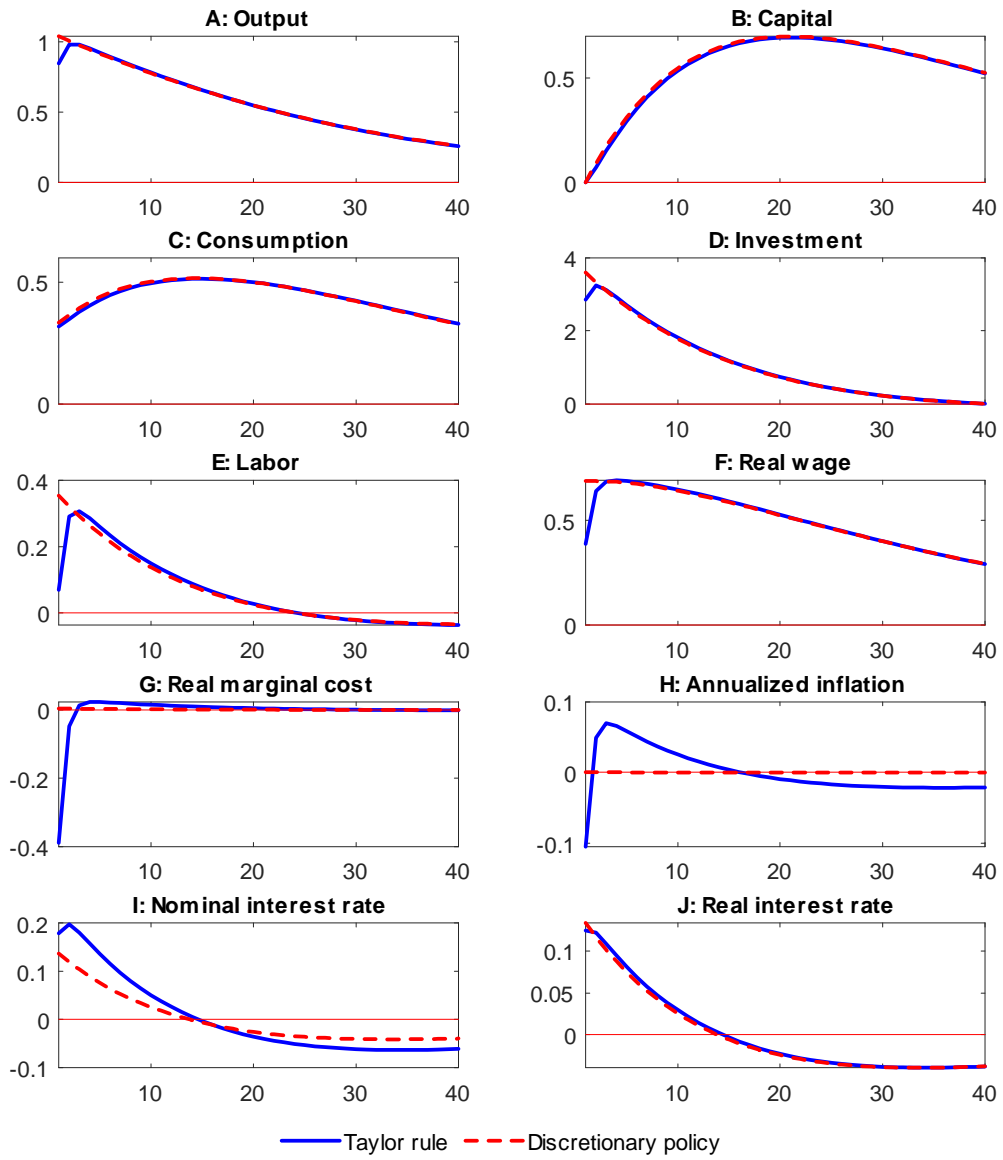 A: Output
B: Capital
1
0.5
0
10 20 30 40
0.5
0
10 20 30 40
C: Consumption
D: Investment
0.5
0
10 20 30 40
4
2
0
10 20 30 40
E: Labor
F: Real wage
0.4
0.2
0
10 20 30 40
0.5
0
10 20 30 40
G: Real marginal cost
H: Annualized inflation
0
-0.2
-0.4
10 20 30 40
0.1
0
-0.1
10 20 30 40
I: Nominal interest rate
J: Real interest rate
0.2
0.1
0
-0.1
10 20 30 40
0.1
0.05
0
10 20 30 40
Taylor rule Discretionary policy